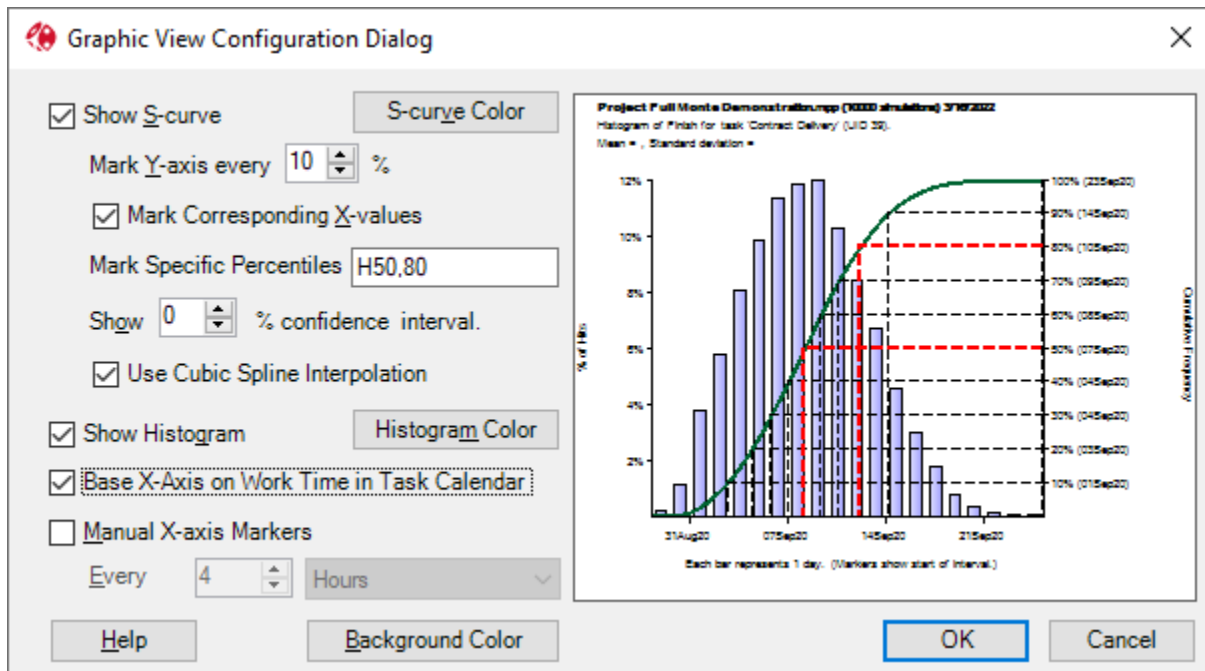 Graphic View Configuration Dialog
Show S-curve
S-curve Color
Mark Y-axis every 10 %
Mark Corresponding X-values
Mark Specific Percentiles H50,80
Show 0 % confidence interval.
Use Cubic Spline Interpolation
Show Histogram
Histogram Color
Base X-Axis on Work Time in Task Calendar
Manual X-axis Markers
Every 4 Hours
Help
Background Color
Project Full Monte Demonstration.mpp (10000 simulations) 3/16/2022
Histogram of Finish for task 'Contract Delivery' (UID 39).
Mean = , Standard deviation =
12%
10%
8%
6%
4%
2%
% of Hits
100% (23Sep20)
90% (14Sep20)
80% (10Sep20)
70% (09Sep20)
60% (08Sep20)
50% (07Sep20)
40% (04Sep20)
30% (04Sep20)
20% (03Sep20)
10% (01Sep20)
Cumulative Frequency
31Aug20 07Sep20 14Sep20 21Sep20
Each bar represents 1 day. (Markers show start of interval.)
OK
Cancel